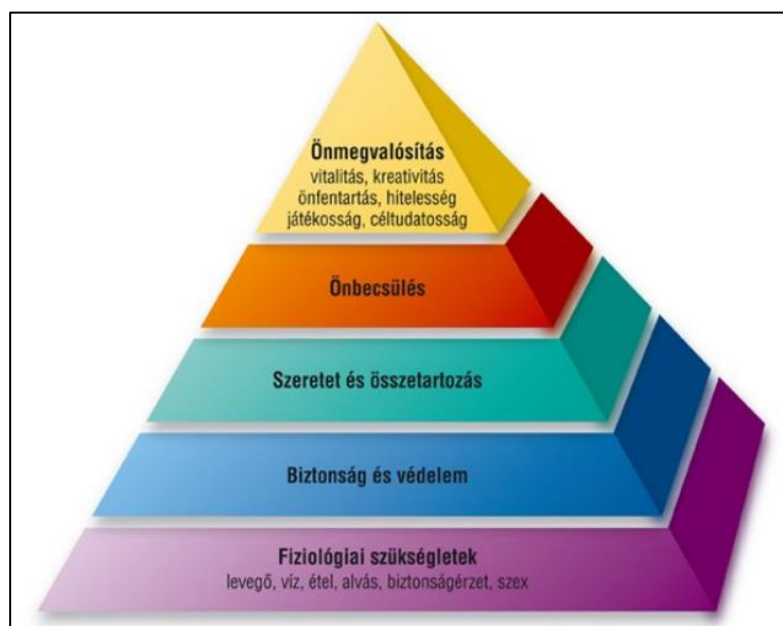 Önmegvalósítás
vitalitás, kreativitás
önfentartás, hitelesség
játékosság, céltudatosság
Önbecsülés
Szeretet és összetartozás
Biztonság és védelem
Fiziológiai szükségletek
levegő, víz, étel, alvás, biztonságérzet, szex